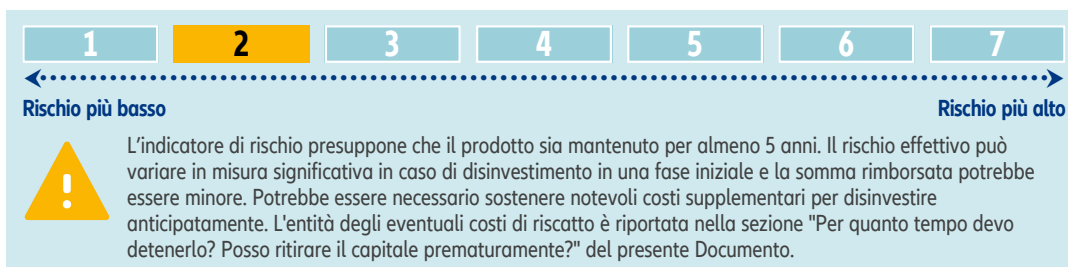 1 2 3 4 5 6 7
Rischio più basso Rischio più alto
L'indicatore di rischio presuppone che il prodotto sia mantenuto per almeno 5 anni. Il rischio effettivo può
variare in misura significativa in caso di disinvestimento in una fase iniziale e la somma rimborsata potrebbe
essere minore. Potrebbe essere necessario sostenere notevoli costi supplementari per disinvestire
anticipatamente. L'entità degli eventuali costi di riscatto è riportata nella sezione "Per quanto tempo devo
detenerlo? Posso ritirare il capitale prematuramente?" del presente Documento.